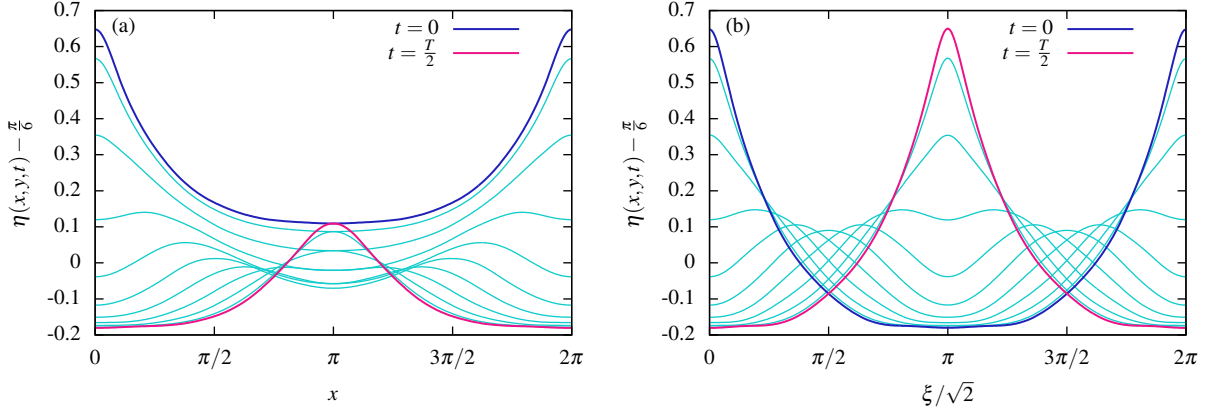 (a)
t = 0
t = T/2
0.7
0.6
0.5
0.4
0.3
0.2
0.1
0
-0.1
-0.2
η(x,y,t) − π/6
0 π/2 π 3π/2 2π
x
(b)
t = 0
t = T/2
0.7
0.6
0.5
0.4
0.3
0.2
0.1
0
-0.1
-0.2
η(x,y,t) − π/6
0 π/2 π 3π/2 2π
ξ/√2